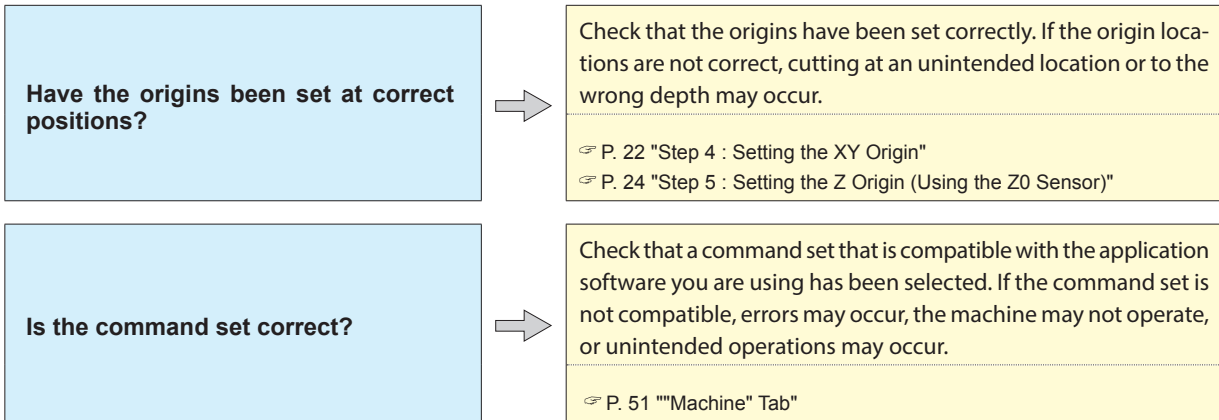 Have the origins been set at correct
positions?
Check that the origins have been set correctly. If the origin loca-
tions are not correct, cutting at an unintended location or to the
wrong depth may occur.
☞ P. 22 "Step 4 : Setting the XY Origin"
☞ P. 24 "Step 5 : Setting the Z Origin (Using the Z0 Sensor)"
Is the command set correct?
Check that a command set that is compatible with the application
software you are using has been selected. If the command set is
not compatible, errors may occur, the machine may not operate,
or unintended operations may occur.
☞ P. 51 ""Machine" Tab"